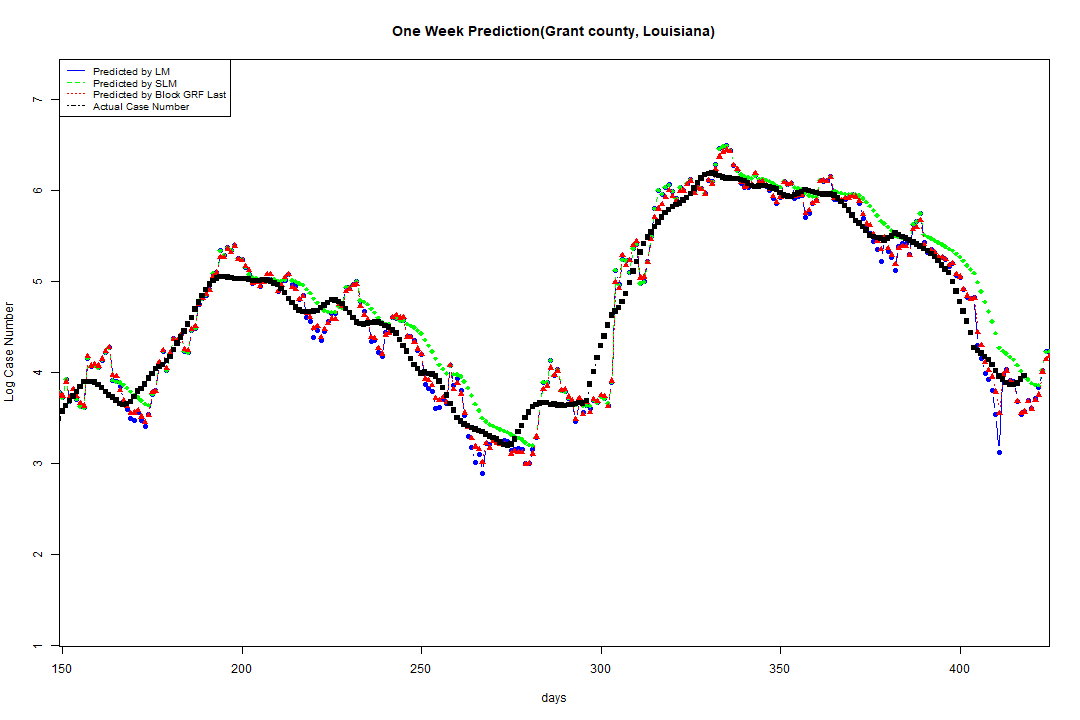 One Week Prediction(Grant county, Louisiana)
Predicted by LM
Predicted by SLM
Predicted by Block GRF Last
Actual Case Number
7
6
5
4
3
2
1
Log Case Number
150 200 250 300 350 400
days